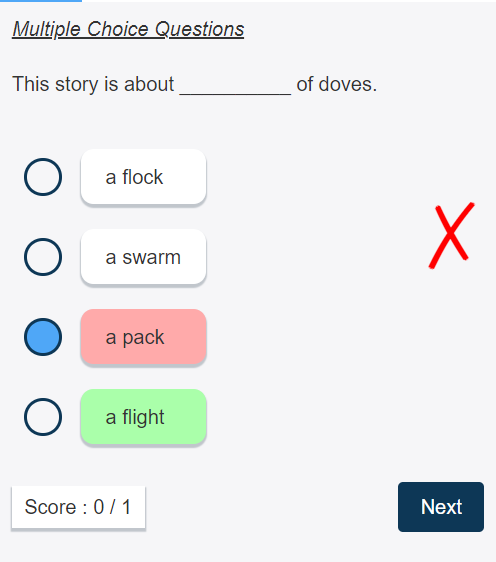 Multiple Choice Questions
This story is about __________ of doves.
a flock
a swarm
a pack
a flight
Score : 0 / 1
Next